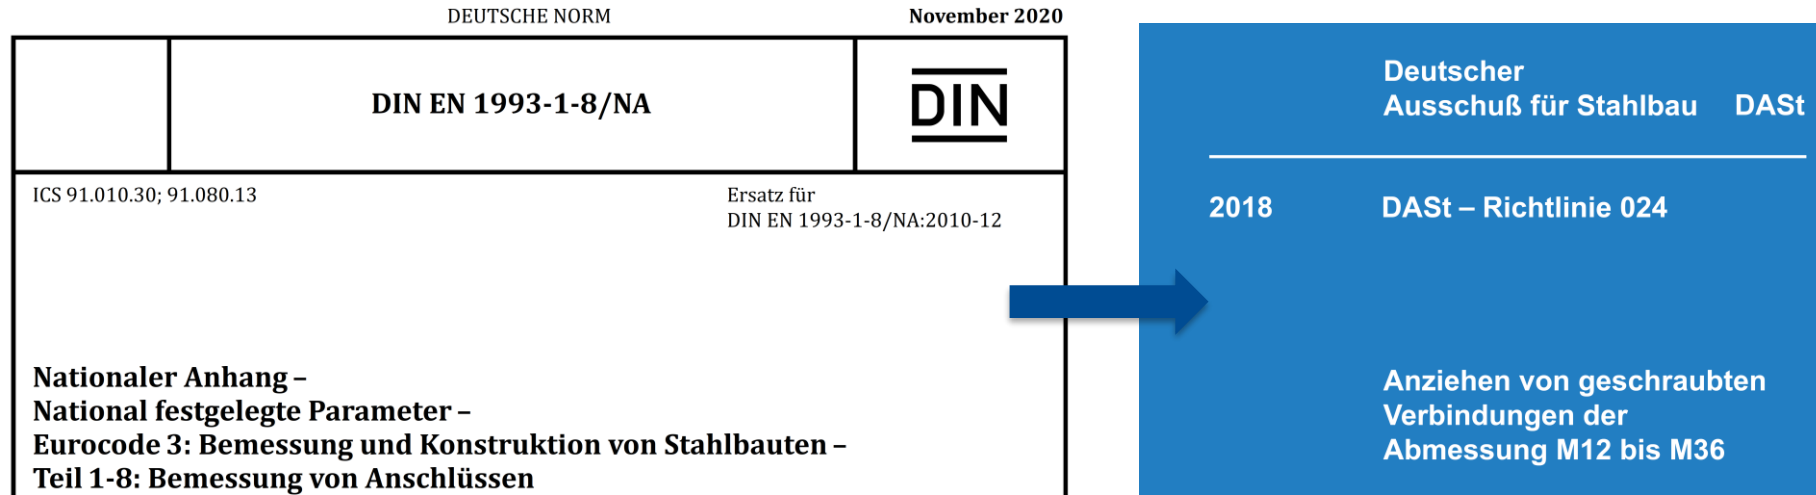 DEUTSCHE NORM
November 2020
DIN EN 1993-1-8/NA
DIN
ICS 91.010.30; 91.080.13
Ersatz für
DIN EN 1993-1-8/NA:2010-12
Nationaler Anhang –
National festgelegte Parameter –
Eurocode 3: Bemessung und Konstruktion von Stahlbauten –
Teil 1-8: Bemessung von Anschlüssen
Deutscher
Ausschuß für Stahlbau DASt
2018 DASt – Richtlinie 024
Anziehen von geschraubten
Verbindungen der
Abmessung M12 bis M36